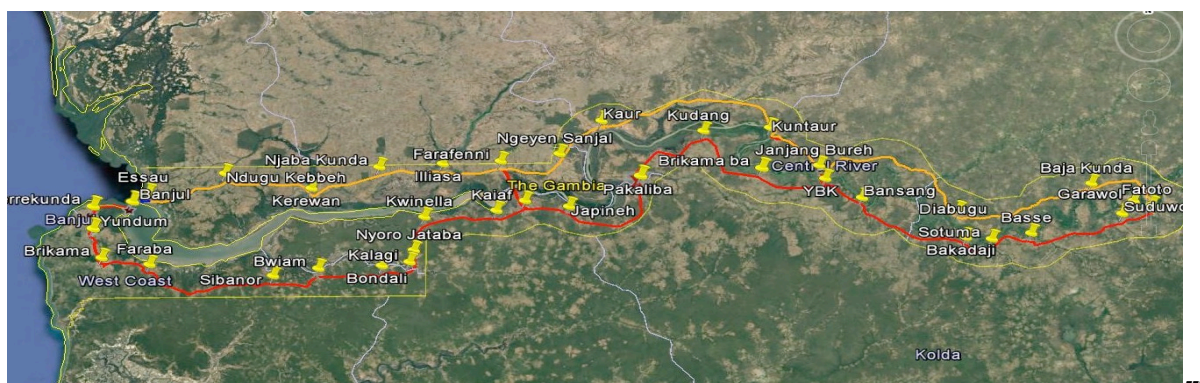 Kaur
Kudang
Kuntaur
Ngeyen Sanjal
Njaba Kunda
Farafenni
Janjang Bureh
Brikama ba
Central River
Baja Kunda
Essau
Ndugu Kebbeh
Illiasa
The Gambia
Pakaliba
Garawol
Fatoto
Banjul
Kerewan
Kwinella
Kaiaf
Japineh
YBK
Bansang
Diabugu
Basse
Suduwo
Yundum
Nyoro Jataba
Sotuma
Bakadaji
Brikama
Faraba
Bwiam
Kalagi
West Coast
Sibanor
Bondali
Kolda